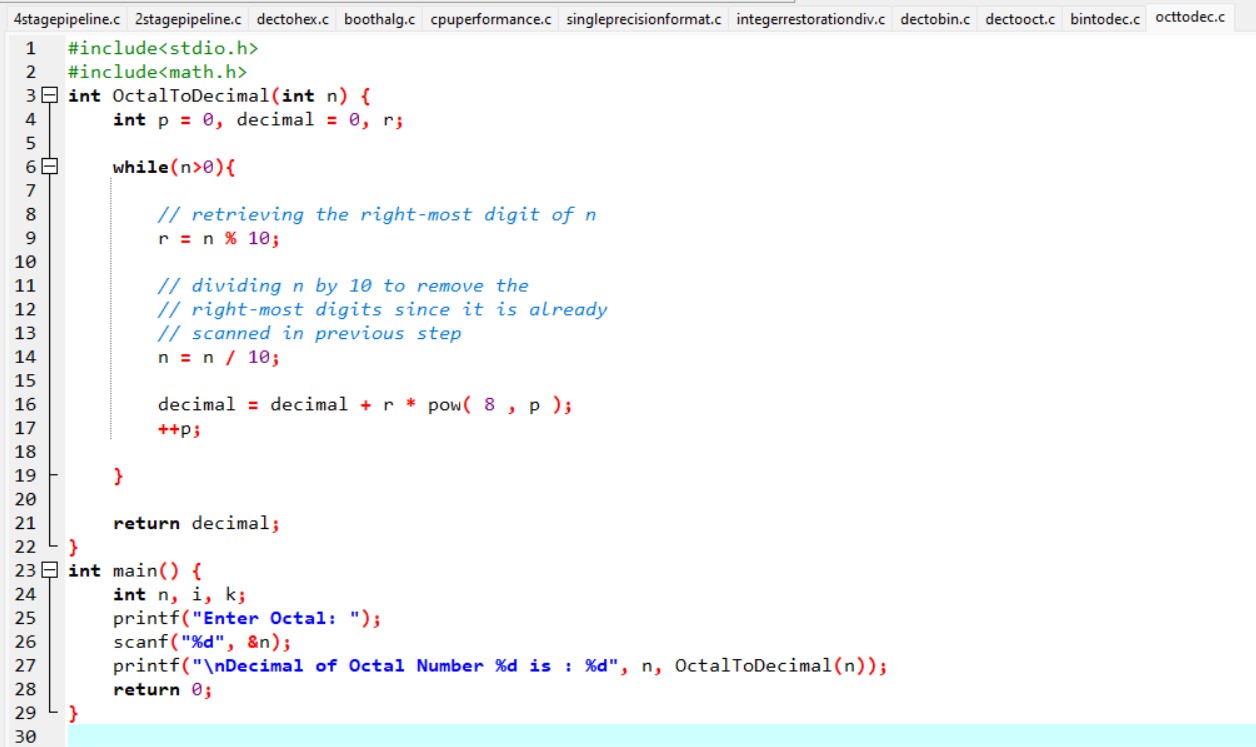 4stagepipeline.c 2stagepipeline.c dectohex.c boothalg.c cpuperformance.c singleprecisionformat.c integerrestorationdiv.c dectobin.c dectooct.c bintodec.c octtodec.c
1 #include<stdio.h>
2 #include<math.h>
3 int OctalToDecimal(int n) {
4 int p = 0, decimal = 0, r;
5
6 while(n>0){
7
8 // retrieving the right-most digit of n
9 r = n % 10;
10
11 // dividing n by 10 to remove the
12 // right-most digits since it is already
13 // scanned in previous step
14 n = n / 10;
15
16 decimal = decimal + r * pow( 8 , p );
17 ++p;
18
19 }
20
21 return decimal;
22 }
23 int main() {
24 int n, i, k;
25 printf("Enter Octal: ");
26 scanf("%d", &n);
27 printf("\nDecimal of Octal Number %d is : %d", n, OctalToDecimal(n));
28 return 0;
29 }
30